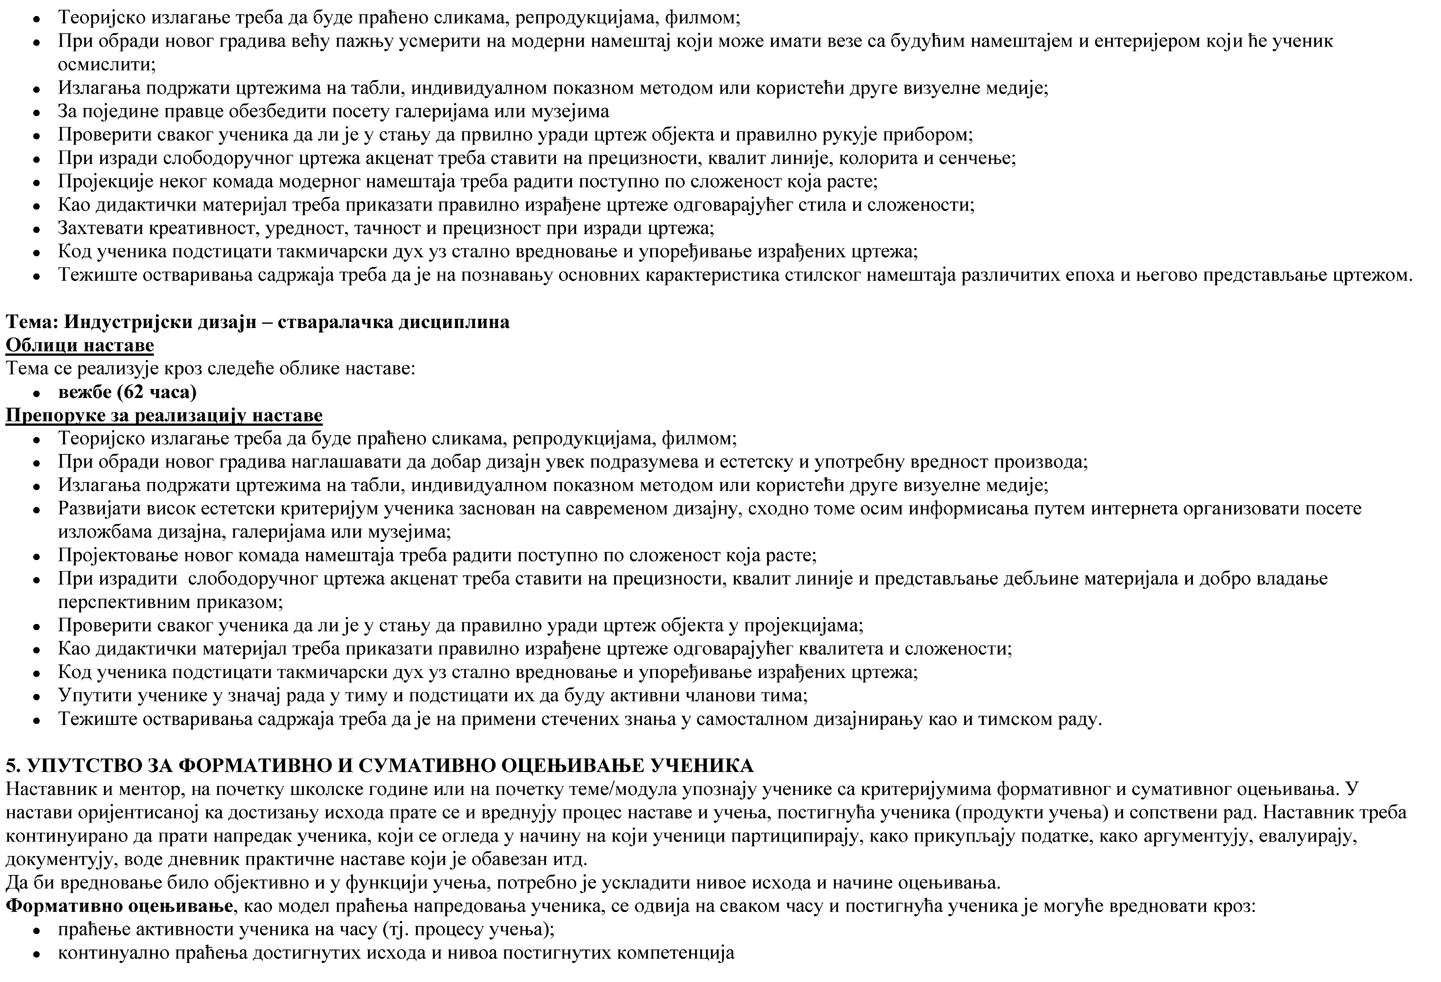 • Теоријско излагање треба да буде праћено сликама, репродукцијама, филмом;
• При обради новог градива већу пажњу усмерити на модерни намештај који може имати везе са будућим намештајем и ентеријером који ће ученик
осмислити;
• Излагања подржати цртежима на табли, индивидуалном показном методом или користећи друге визуелне медије;
• За поједине правце обезбедити посету галеријама или музејима
• Проверити сваког ученика да ли је у стању да првилно уради цртеж објекта и правилно рукује прибором;
• При изради слободоручног цртежа акценат треба ставити на прецизности, квалит линије, колорита и сенчење;
• Пројекције неког комада модерног намештаја треба радити поступно по сложеност која расте;
• Као дидактички материјал треба приказати правилно израђене цртеже одговарајућег стила и сложености;
• Захтевати креативност, уредност, тачност и прецизност при изради цртежа;
• Код ученика подстицати такмичарски дух уз стално вредновање и упоређивање израђених цртежа;
• Тежиште остваривања садржаја треба да је на познавању основних карактеристика стилског намештаја различитих епоха и његово представљање цртежом.
Тема: Индустријски дизајн – стваралачка дисциплина
Облици наставе
Тема се реализује кроз следеће облике наставе:
• вежбе (62 часа)
Препоруке за реализацију наставе
• Теоријско излагање треба да буде праћено сликама, репродукцијама, филмом;
• При обради новог градива наглашавати да добар дизајн увек подразумева и естетску и употребну вредност производа;
• Излагања подржати цртежима на табли, индивидуалном показном методом или користећи друге визуелне медије;
• Развијати висок естетски критеријум ученика заснован на савременом дизајну, сходно томе осим информисања путем интернета организовати посете
изложбама дизајна, галеријама или музејима;
• Пројектовање новог комада намештаја треба радити поступно по сложеност која расте;
• При израдити  слободоручног цртежа акценат треба ставити на прецизности, квалит линије и представљање дебљине материјала и добро владање
перспективним приказом;
• Проверити сваког ученика да ли је у стању да правилно уради цртеж објекта у пројекцијама;
• Као дидактички материјал треба приказати правилно израђене цртеже одговарајућег квалитета и сложености;
• Код ученика подстицати такмичарски дух уз стално вредновање и упоређивање израђених цртежа;
• Упутити ученике у значај рада у тиму и подстицати их да буду активни чланови тима;
• Тежиште остваривања садржаја треба да је на примени стечених знања у самосталном дизајнирању као и тимском раду.
5. УПУТСТВО ЗА ФОРМАТИВНО И СУМАТИВНО ОЦЕЊИВАЊЕ УЧЕНИКА
Наставник и ментор, на почетку школске године или на почетку теме/модула упознају ученике са критеријумима формативног и сумативног оцењивања. У
настави оријентисаној ка достизању исхода прате се и вреднују процес наставе и учења, постигнућа ученика (продукти учења) и сопствени рад. Наставник треба
континуирано да прати напредак ученика, који се огледа у начину на који ученици партиципирају, како прикупљају податке, како аргументују, евалуирају,
документују, воде дневник практичне наставе који је обавезан итд.
Да би вредновање било објективно и у функцији учења, потребно је ускладити нивое исхода и начине оцењивања.
Формативно оцењивање, као модел праћења напредовања ученика, се одвија на сваком часу и постигнућа ученика је могуће вредновати кроз:
• праћење активности ученика на часу (тј. процесу учења);
• континуално праћења достигнутих исхода и нивоа постигнутих компетенција